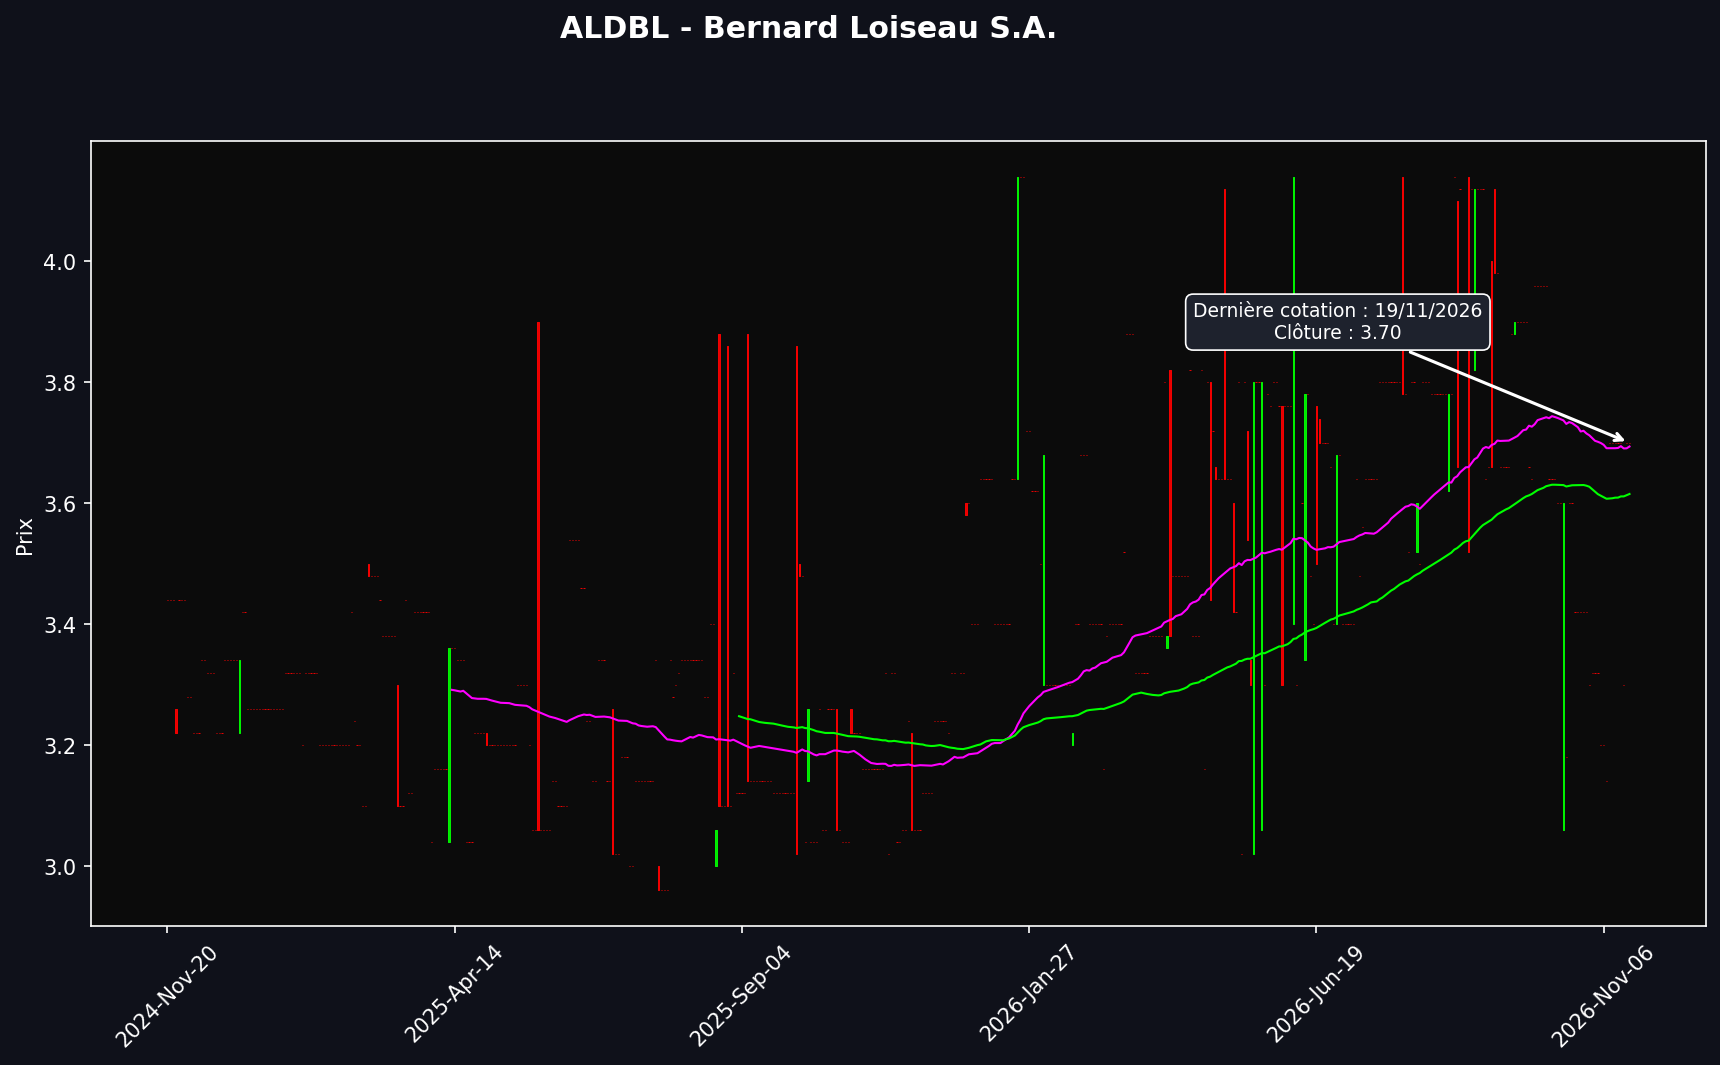 ALDBL - Bernard Loiseau S.A.
Prix
4.0
3.8
3.6
3.4
3.2
3.0
Dernière cotation : 19/11/2026
Clôture : 3.70
2024-Nov-20
2025-Apr-14
2025-Sep-04
2026-Jan-27
2026-Jun-19
2026-Nov-06